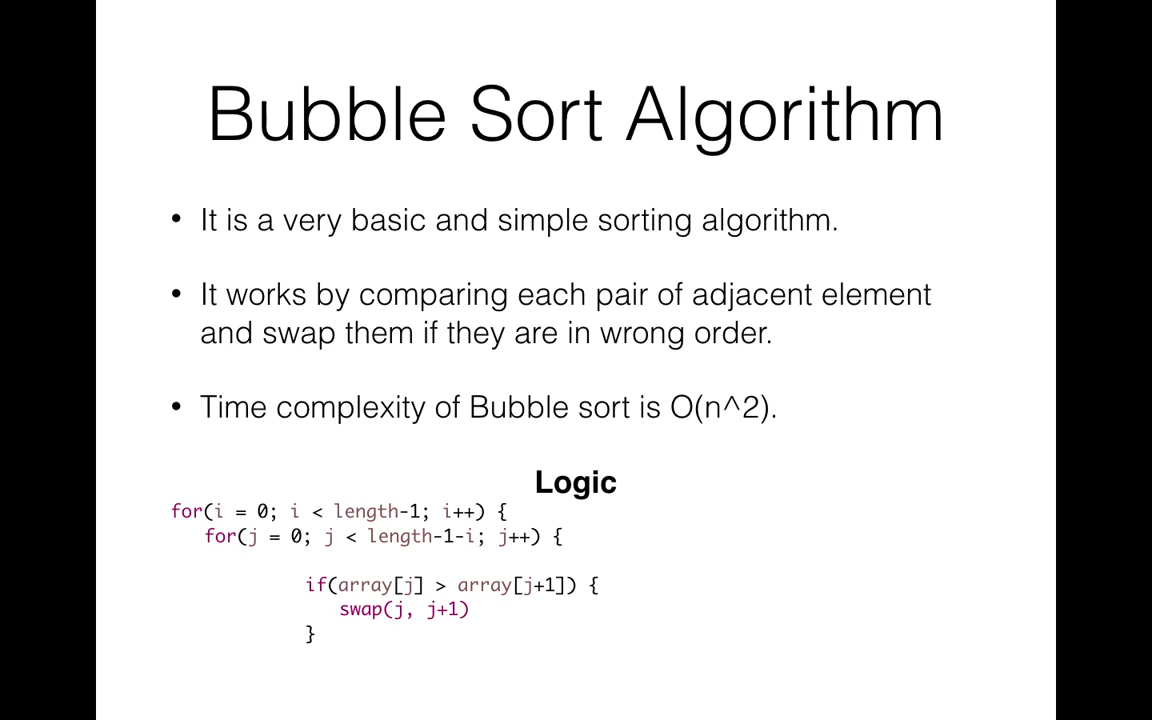 Bubble Sort Algorithm
• It is a very basic and simple sorting algorithm.
• It works by comparing each pair of adjacent element
and swap them if they are in wrong order.
• Time complexity of Bubble sort is O(n^2).
Logic
for(i = 0; i < length-1; i++) {
for(j = 0; j < length-1-i; j++) {
if(array[j] > array[j+1]) {
swap(j, j+1)
}